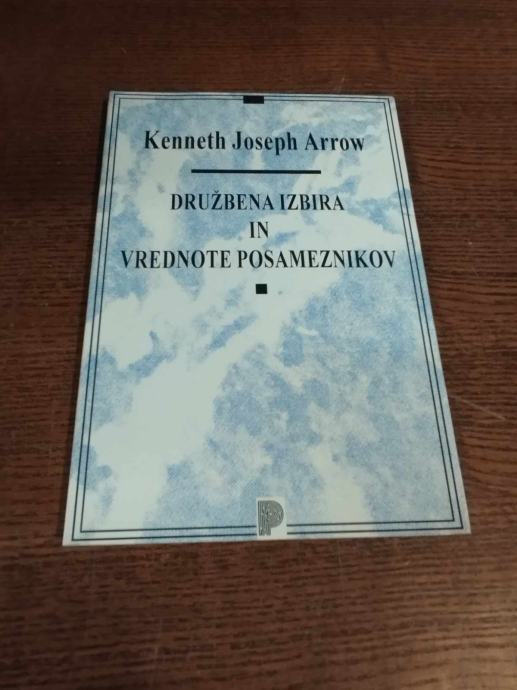 Kenneth Joseph Arrow
DRUŽBENA IZBIRA
IN
VREDNOTE POSAMEZNIKOV
P